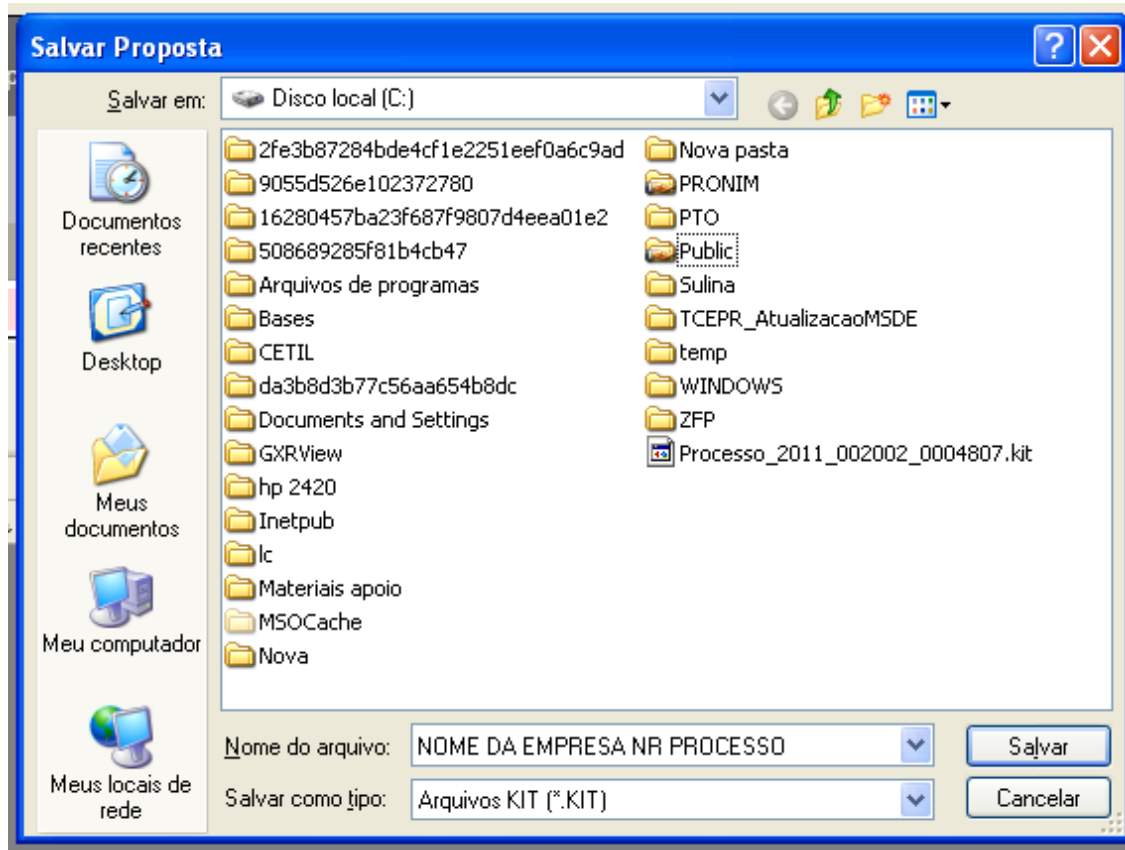 Salvar Proposta
Salvar em:
Disco local (C:)
Documentos recentes
Desktop
Meus documentos
Meu computador
Meus locais de rede
2fe3b87284bde4cf1e2251eef0a6c9ad
9055d526e102372780
16280457ba23f687f9807d4eea01e2
508689285f81b4cb47
Arquivos de programas
Bases
CETIL
da3b8d3b77c56aa654b8dc
Documents and Settings
GXRView
hp 2420
Inetpub
lc
Materiais apoio
MSOCache
Nova
Nova pasta
PRONIM
PTO
Public
Sulina
TCEPR_AtualizacaoMSDE
temp
WINDOWS
ZFP
Processo_2011_002002_0004807.kit
Nome do arquivo:
NOME DA EMPRESA NR PROCESSO
Salvar
Salvar como tipo:
Arquivos KIT (*.KIT)
Cancelar